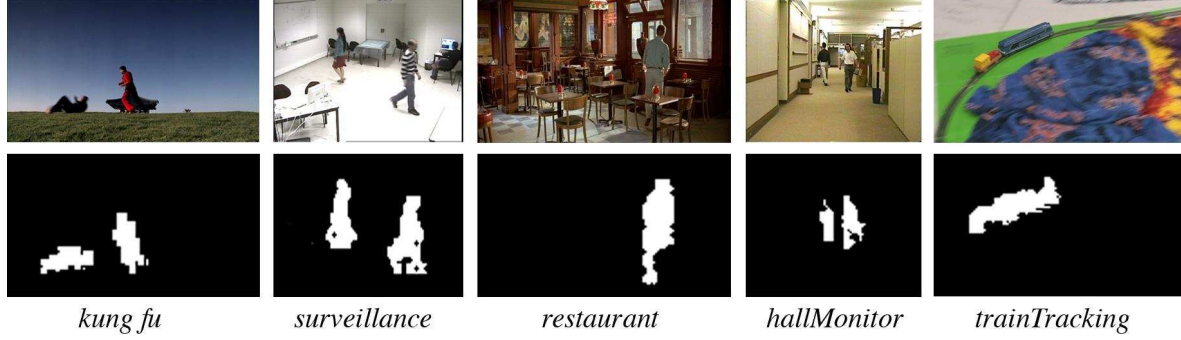 kung fu
surveillance
restaurant
hallMonitor
trainTracking